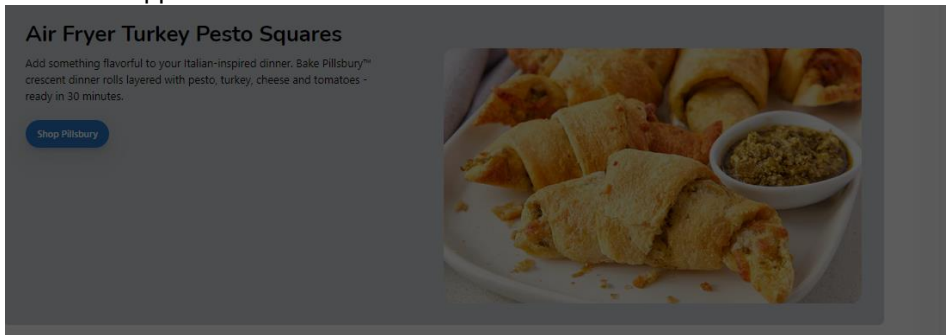 Air Fryer Turkey Pesto Squares
Add something flavorful to your Italian-inspired dinner. Bake Pillsbury™
crescent dinner rolls layered with pesto, turkey, cheese and tomatoes -
ready in 30 minutes.
Shop Pillsbury